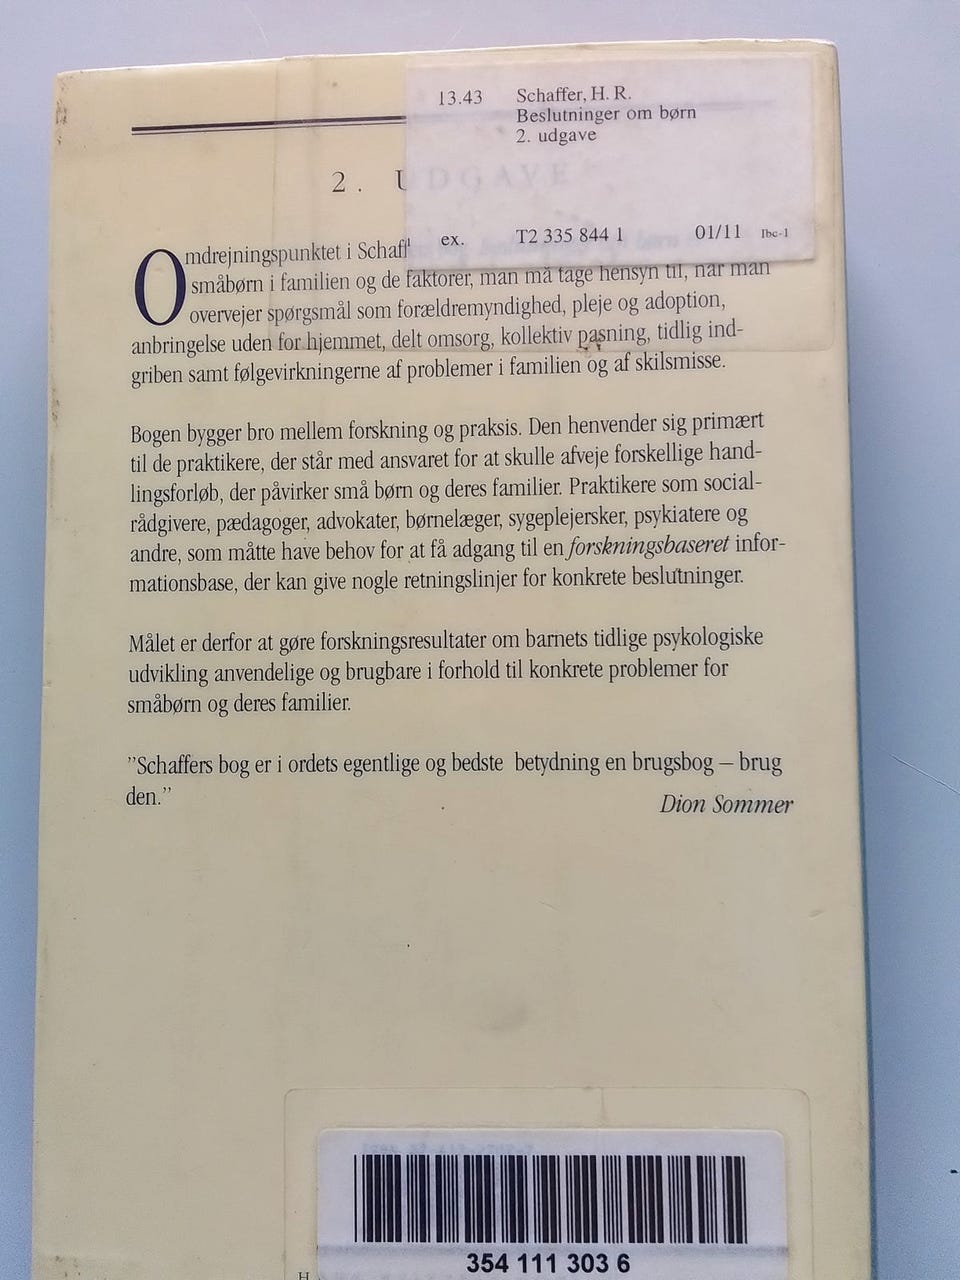 13.43 Schaffer, H. R.
Beslutninger om børn
2. udgave
ex. T2 335 844 1 01/11 lbc-1
2. UDGAVE
Omdrejningspunktet i Schaff
småbørn i familien og de faktorer, man må tage hensyn til, når man
overvejer spørgsmål som forældremyndighed, pleje og adoption,
anbringelse uden for hjemmet, delt omsorg, kollektiv pasning, tidlig ind-
griben samt følgevirkningerne af problemer i familien og af skilsmisse.
Bogen bygger bro mellem forskning og praksis. Den henvender sig primært
til de praktikere, der står med ansvaret for at skulle afveje forskellige hand-
lingsforløb, der påvirker små børn og deres familier. Praktikere som social-
rådgivere, pædagoger, advokater, børnelæger, sygeplejersker, psykiatere og
andre, som måtte have behov for at få adgang til en forskningsbaseret infor-
mationsbase, der kan give nogle retningslinjer for konkrete beslutninger.
Målet er derfor at gøre forskningsresultater om barnets tidlige psykologiske
udvikling anvendelige og brugbare i forhold til konkrete problemer for
småbørn og deres familier.
”Schaffers bog er i ordets egentlige og bedste betydning en brugsbog – brug
den.”
Dion Sommer
354 111 303 6